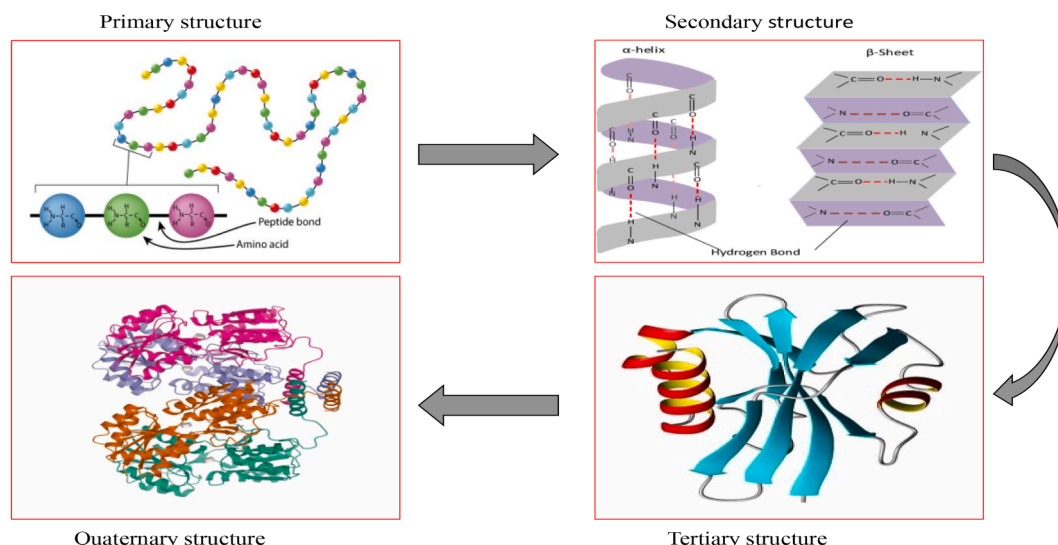 Primary structure
Secondary structure
H H
N-C-C
H R O
H H
N-C-C
H R O
H H
N-C-C
H R O
Peptide bond
Amino acid
α-helix
β-Sheet
C=O---H-N
N-----O=C
C=O---H N
N-----O=C
C=O---H-N
N-----O=C
Hydrogen Bond
Quaternary structure
Tertiary structure